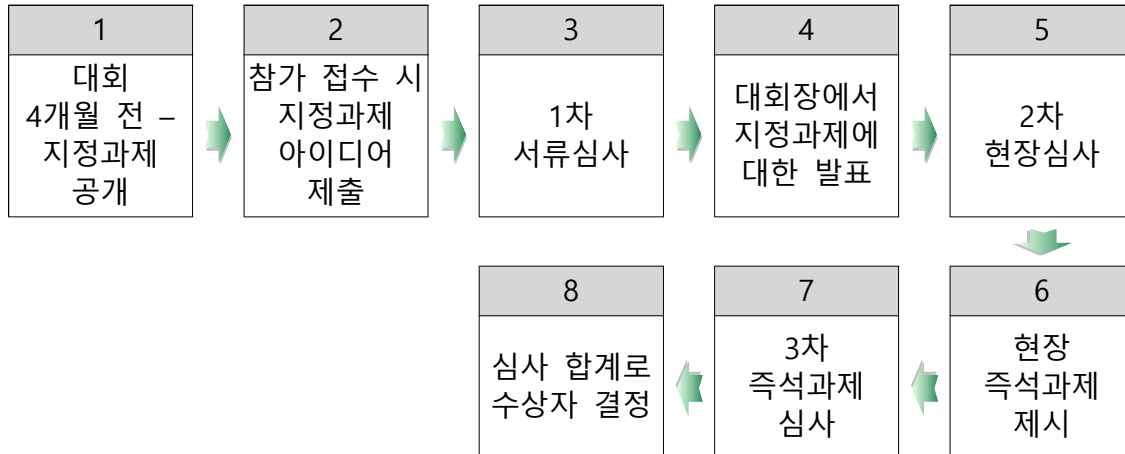 1
대회
4개월 전 –
지정과제
공개
2
참가 접수 시
지정과제
아이디어
제출
3
1차
서류심사
4
대회장에서
지정과제에
대한 발표
5
2차
현장심사
6
현장
즉석과제
제시
7
3차
즉석과제
심사
8
심사 합계로
수상자 결정